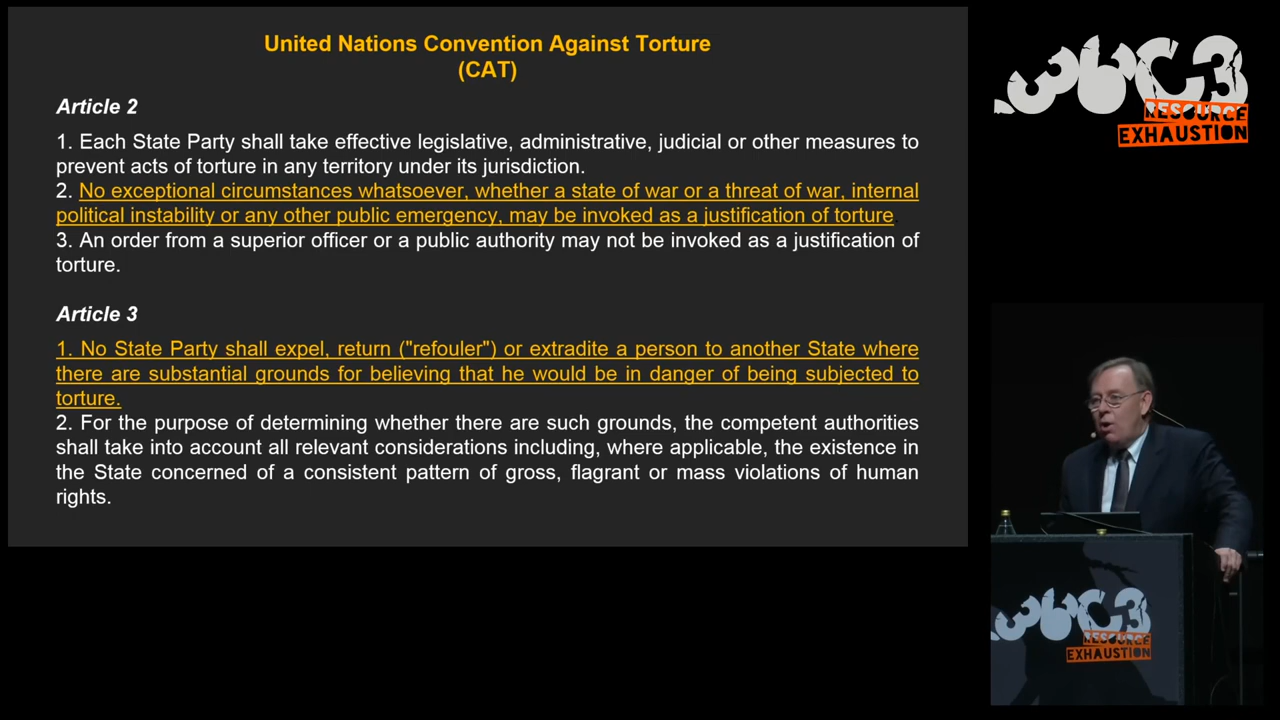 United Nations Convention Against Torture
(CAT)
Article 2
1. Each State Party shall take effective legislative, administrative, judicial or other measures to
prevent acts of torture in any territory under its jurisdiction.
2. No exceptional circumstances whatsoever, whether a state of war or a threat of war, internal
political instability or any other public emergency, may be invoked as a justification of torture.
3. An order from a superior officer or a public authority may not be invoked as a justification of
torture.
Article 3
1. No State Party shall expel, return ("refouler") or extradite a person to another State where
there are substantial grounds for believing that he would be in danger of being subjected to
torture.
2. For the purpose of determining whether there are such grounds, the competent authorities
shall take into account all relevant considerations including, where applicable, the existence in
the State concerned of a consistent pattern of gross, flagrant or mass violations of human
rights.
36C3
RESOURCE
EXHAUSTION
36C3
RESOURCE
EXHAUSTION